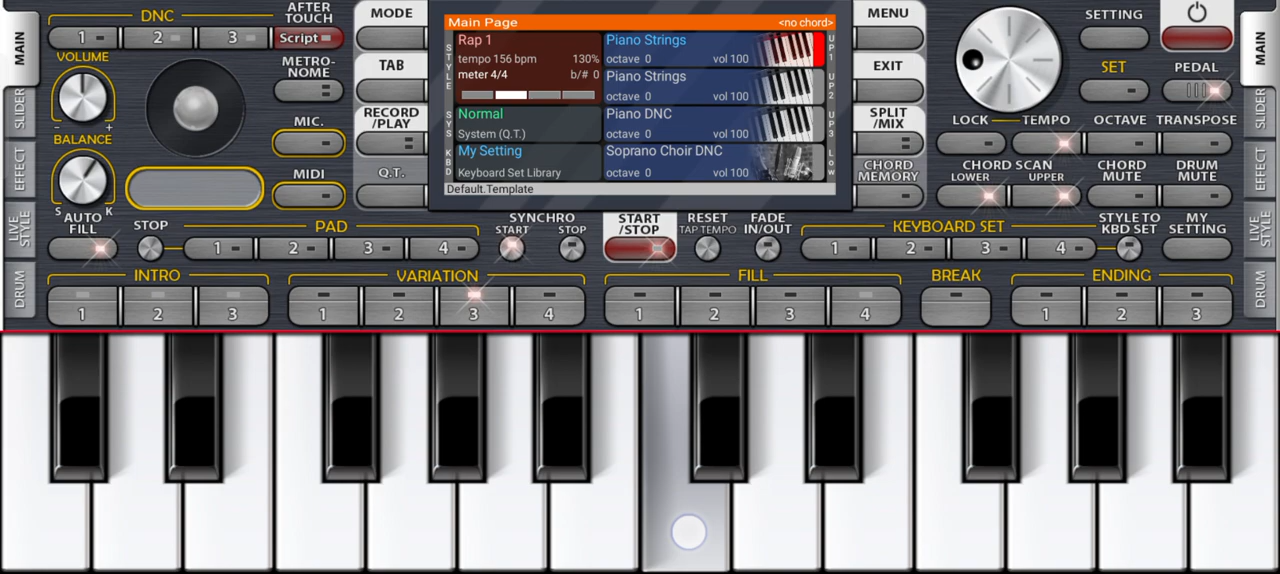 MAIN
SLIDER
EFFECT
LIVE STYLE
DRUM
DNC
1
2
3
AFTER TOUCH
Script
VOLUME
- +
METRO-NOME
MIC.
BALANCE
S K
MIDI
MODE
TAB
RECORD /PLAY
Q.T.
Main Page
<no chord>
STYLE
Rap 1
tempo 156 bpm 130%
meter 4/4 b/# 0
SYS
Normal
System (Q.T.)
KBD
My Setting
Keyboard Set Library
Piano Strings
octave 0 vol 100
UP1
Piano Strings
octave 0 vol 100
UP2
Piano DNC
octave 0 vol 100
UP3
Soprano Choir DNC
octave 0 vol 100
Low
Default.Template
MENU
EXIT
SPLIT /MIX
CHORD MEMORY
SETTING
SET
PEDAL
LOCK TEMPO
OCTAVE TRANSPOSE
CHORD SCAN
LOWER UPPER
CHORD MUTE
DRUM MUTE
MAIN
SLIDER
EFFECT
LIVE STYLE
DRUM
AUTO FILL
STOP
PAD
1 2 3 4
SYNCHRO
START STOP
START /STOP
RESET
TAP TEMPO
FADE IN/OUT
KEYBOARD SET
1 2 3 4
STYLE TO KBD SET
MY SETTING
INTRO
1 2 3
VARIATION
1 2 3 4
FILL
1 2 3 4
BREAK
ENDING
1 2 3